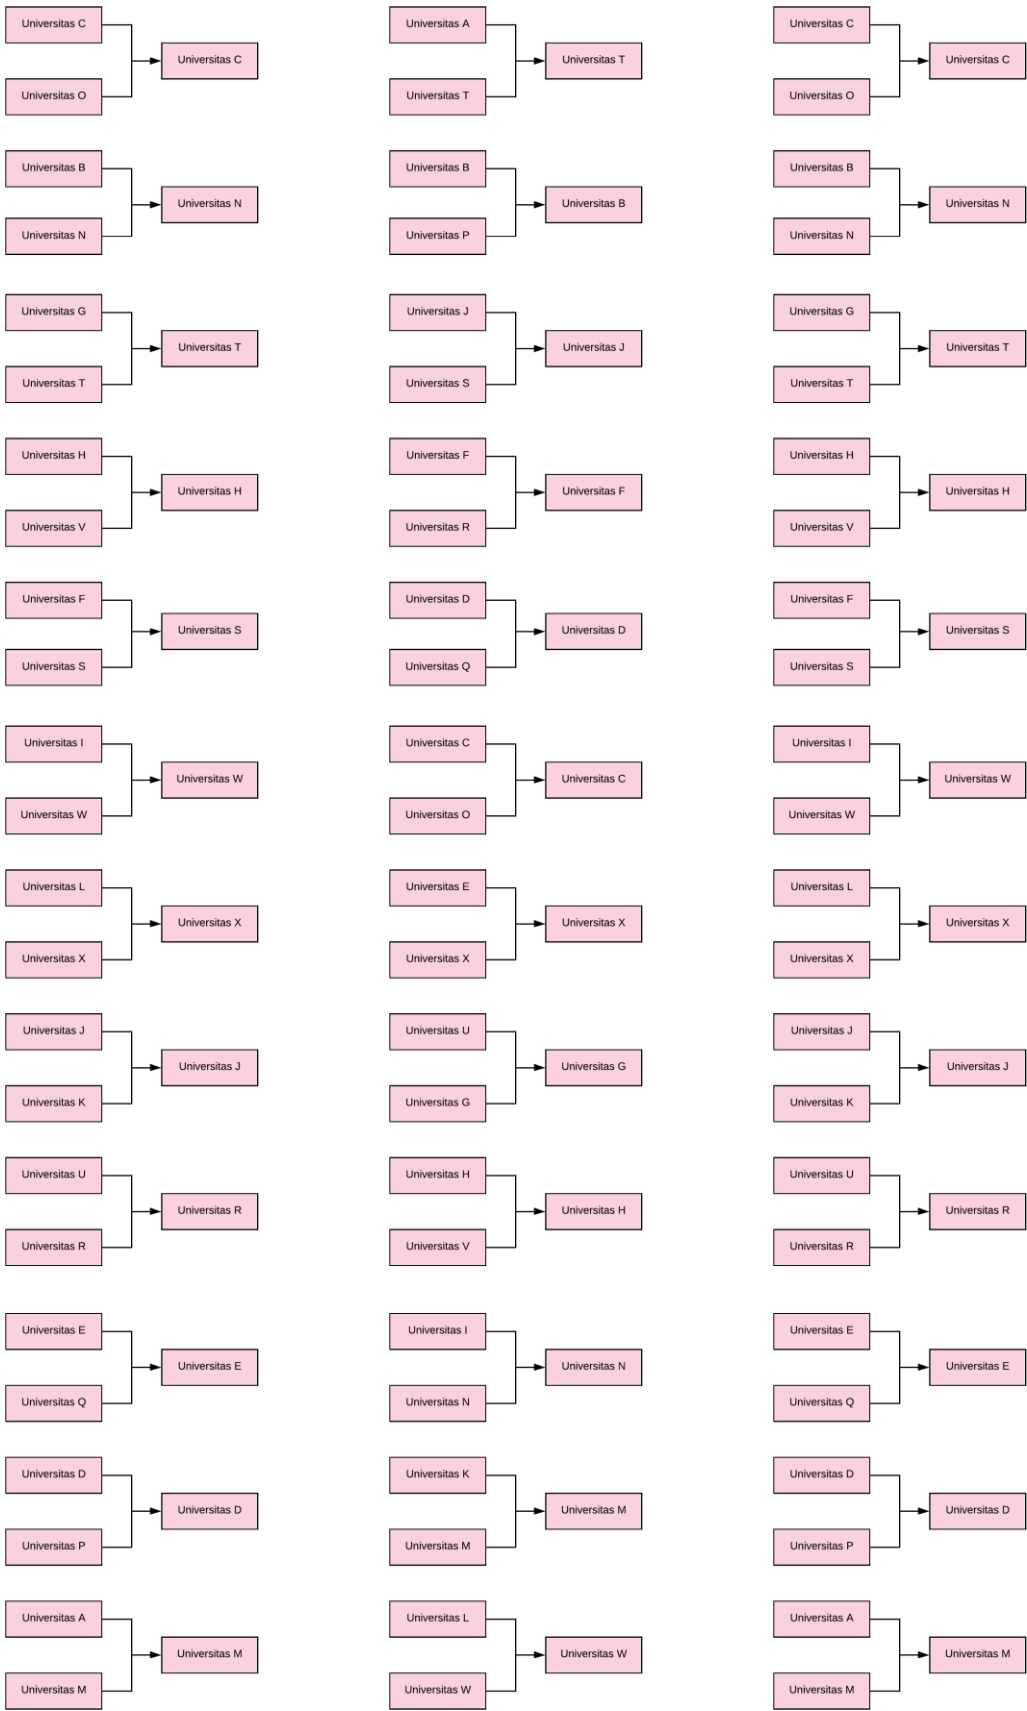 Universitas C
Universitas O
Universitas C
Universitas B
Universitas N
Universitas N
Universitas G
Universitas T
Universitas T
Universitas H
Universitas V
Universitas H
Universitas F
Universitas S
Universitas S
Universitas I
Universitas W
Universitas W
Universitas L
Universitas X
Universitas X
Universitas J
Universitas K
Universitas J
Universitas U
Universitas R
Universitas R
Universitas E
Universitas Q
Universitas E
Universitas D
Universitas P
Universitas D
Universitas A
Universitas M
Universitas M
Universitas A
Universitas T
Universitas T
Universitas B
Universitas P
Universitas B
Universitas J
Universitas S
Universitas J
Universitas F
Universitas R
Universitas F
Universitas D
Universitas Q
Universitas D
Universitas C
Universitas O
Universitas C
Universitas E
Universitas X
Universitas X
Universitas U
Universitas G
Universitas G
Universitas H
Universitas V
Universitas H
Universitas I
Universitas N
Universitas N
Universitas K
Universitas M
Universitas M
Universitas L
Universitas W
Universitas W
Universitas C
Universitas O
Universitas C
Universitas B
Universitas N
Universitas N
Universitas G
Universitas T
Universitas T
Universitas H
Universitas V
Universitas H
Universitas F
Universitas S
Universitas S
Universitas I
Universitas W
Universitas W
Universitas L
Universitas X
Universitas X
Universitas J
Universitas K
Universitas J
Universitas U
Universitas R
Universitas R
Universitas E
Universitas Q
Universitas E
Universitas D
Universitas P
Universitas D
Universitas A
Universitas M
Universitas M